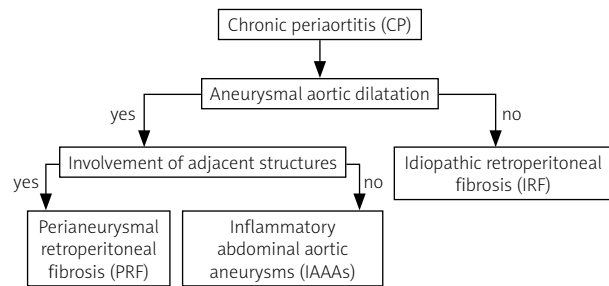 Chronic periaortitis (CP)
Aneurysmal aortic dilatation
yes
no
Involvement of adjacent structures
Idiopathic retroperitoneal
fibrosis (IRF)
yes
no
Perianeurysmal
retroperitoneal
fibrosis (PRF)
Inflammatory
abdominal aortic
aneurysms (IAAAs)